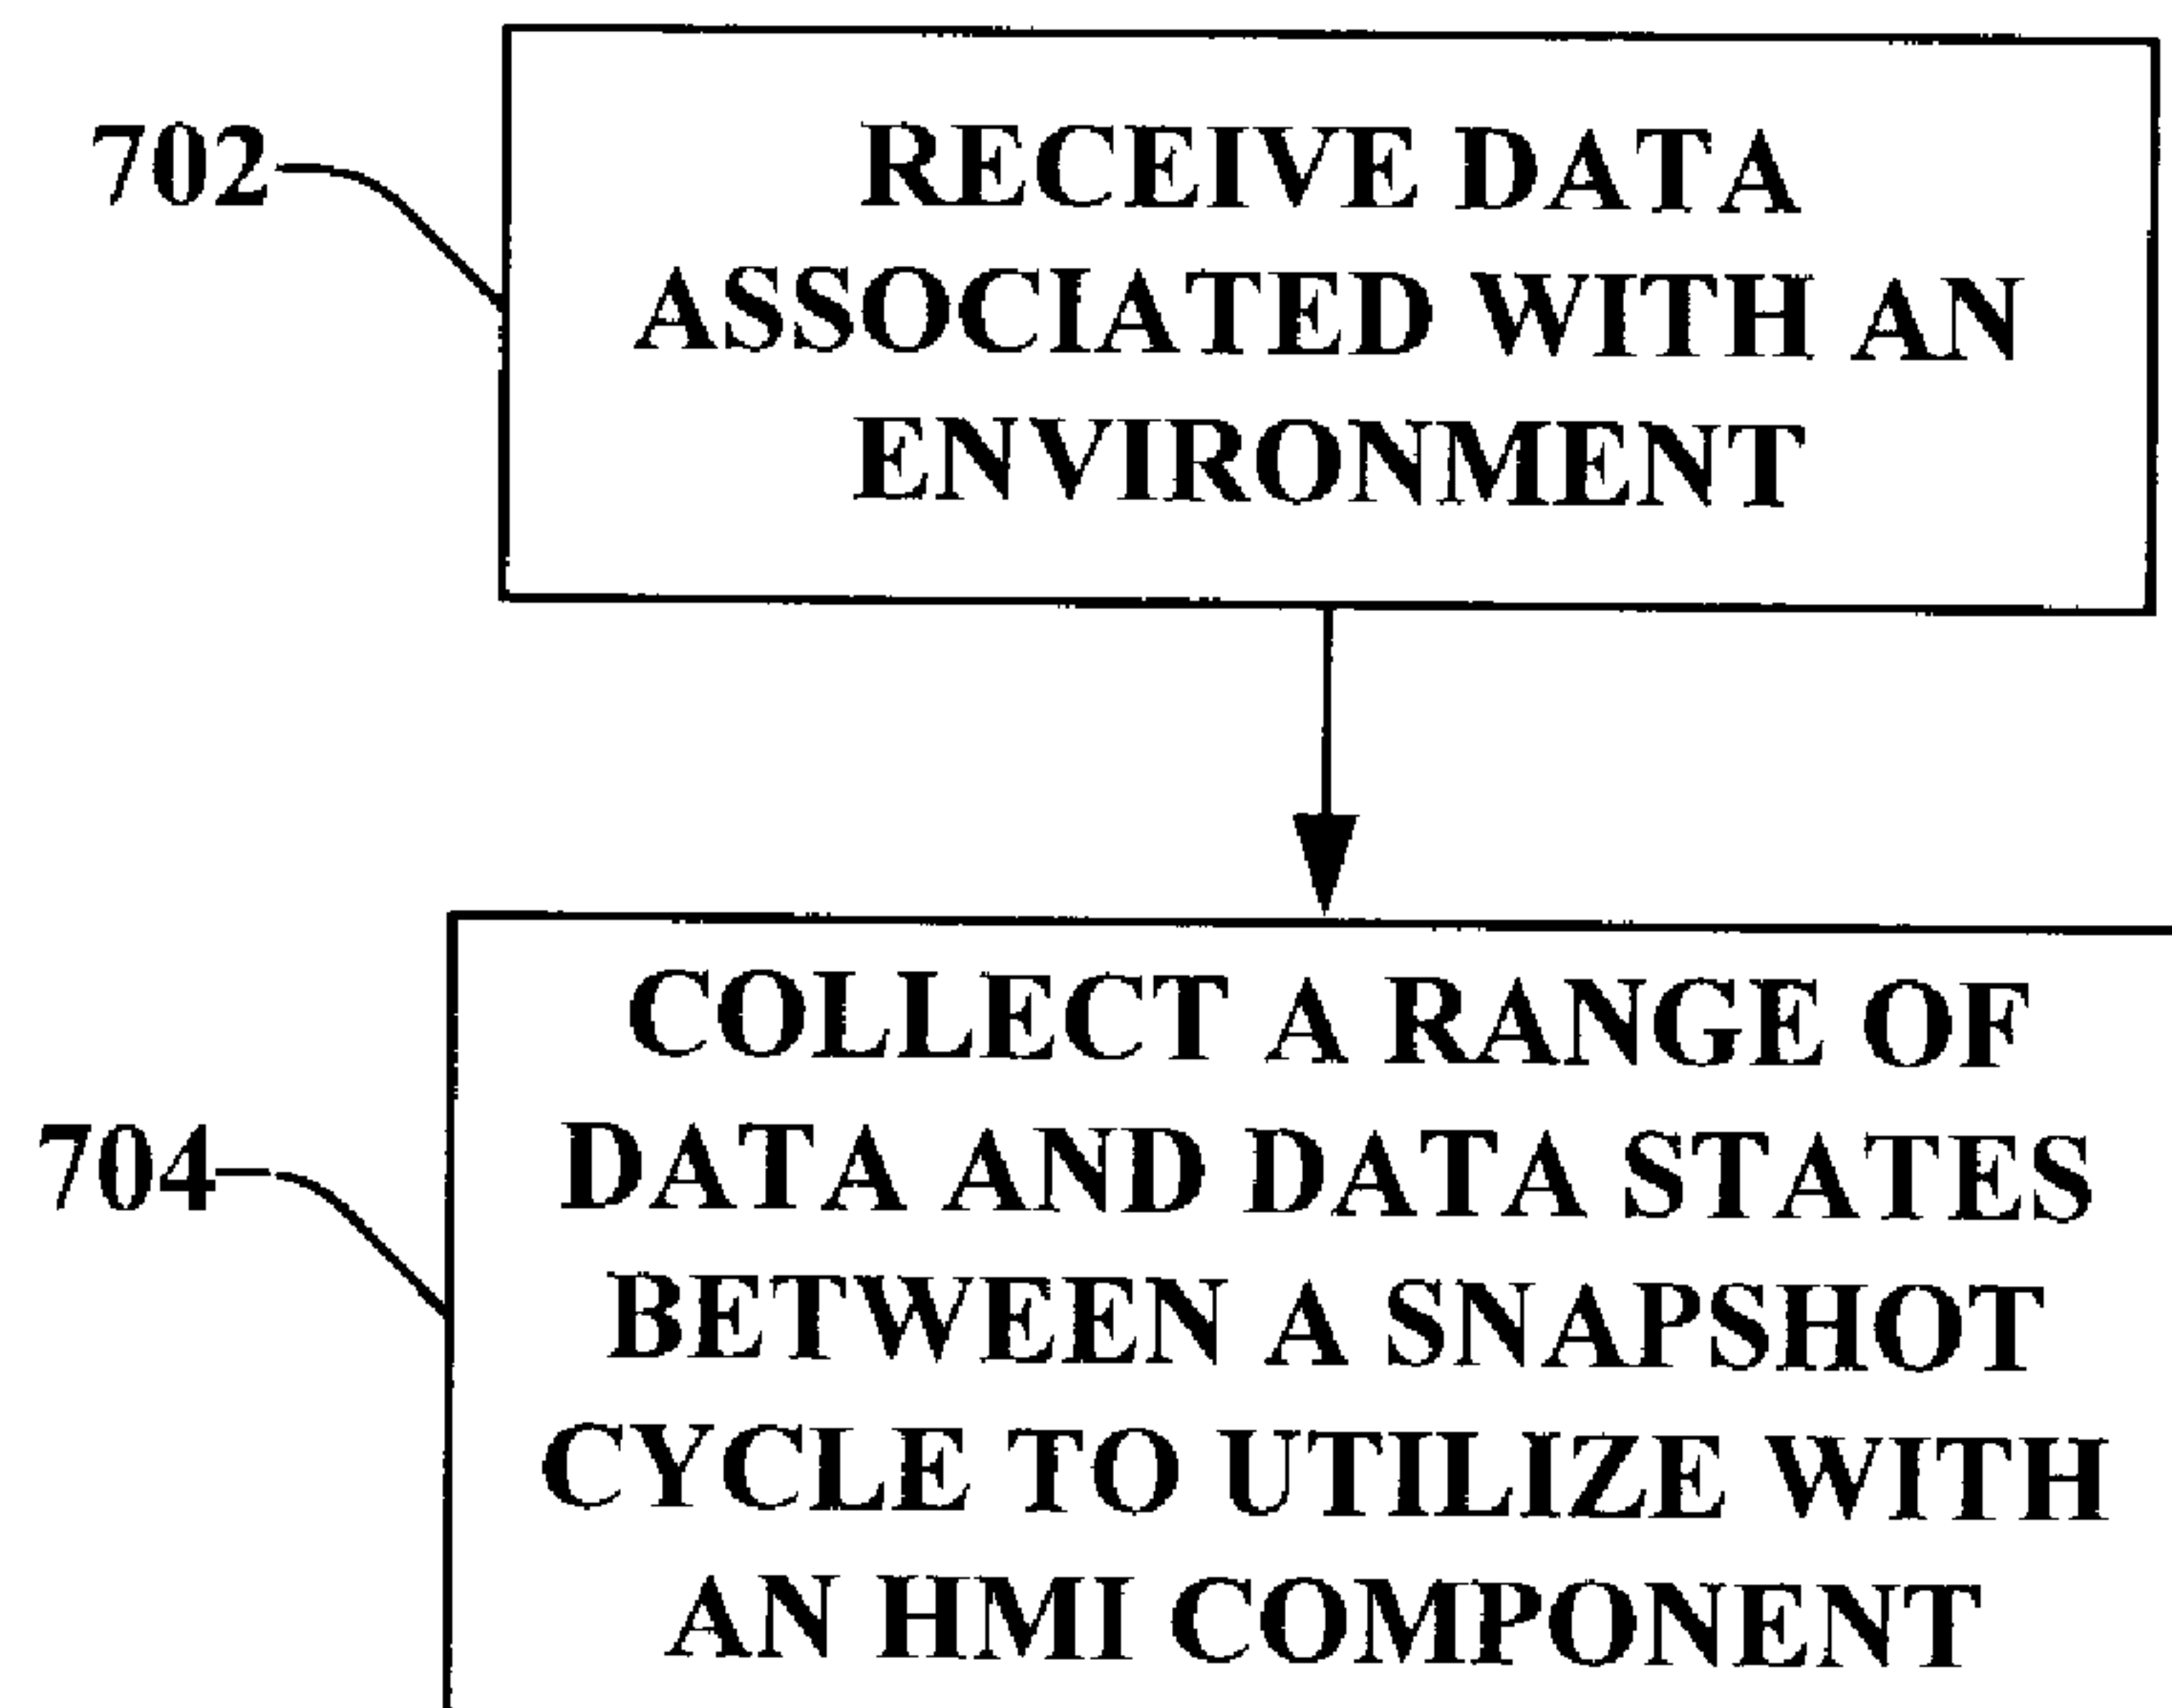 702
RECEIVE DATA
ASSOCIATED WITH AN
ENVIRONMENT
COLLECT A RANGE OF
704
DATA AND DATA STATES
BETWEEN A SNAPSHOT
CYCLE TO UTILIZE WITH
AN HMI COMPONENT